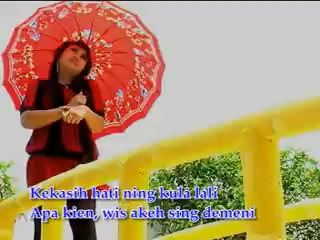 Kekasih hati ning kula lali
Apa kien, wis akeh sing demeni